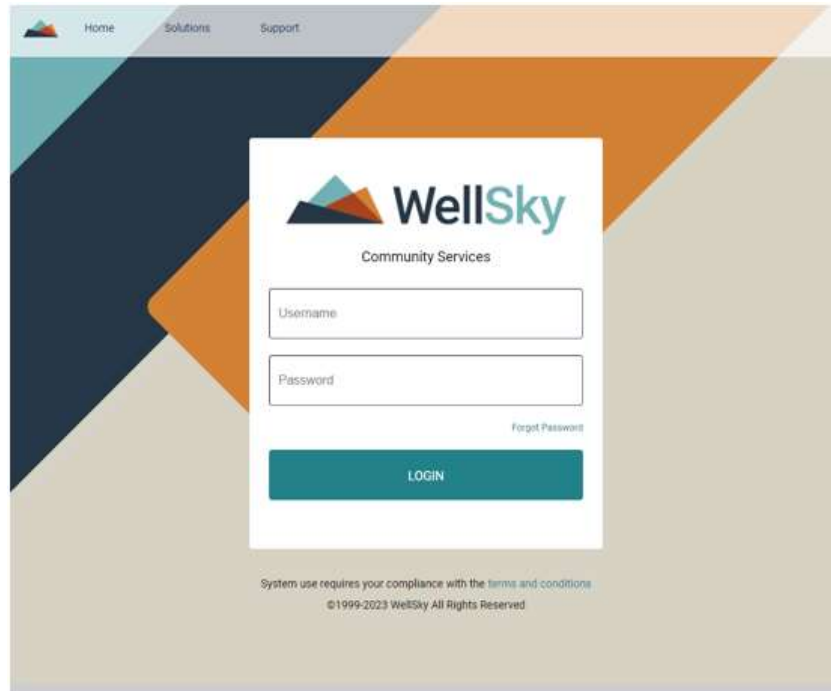 Home Solutions Support
WellSky
Community Services
Username
Password
Forgot Password
LOGIN
System use requires your compliance with the terms and conditions
©1999-2023 WellSky All Rights Reserved